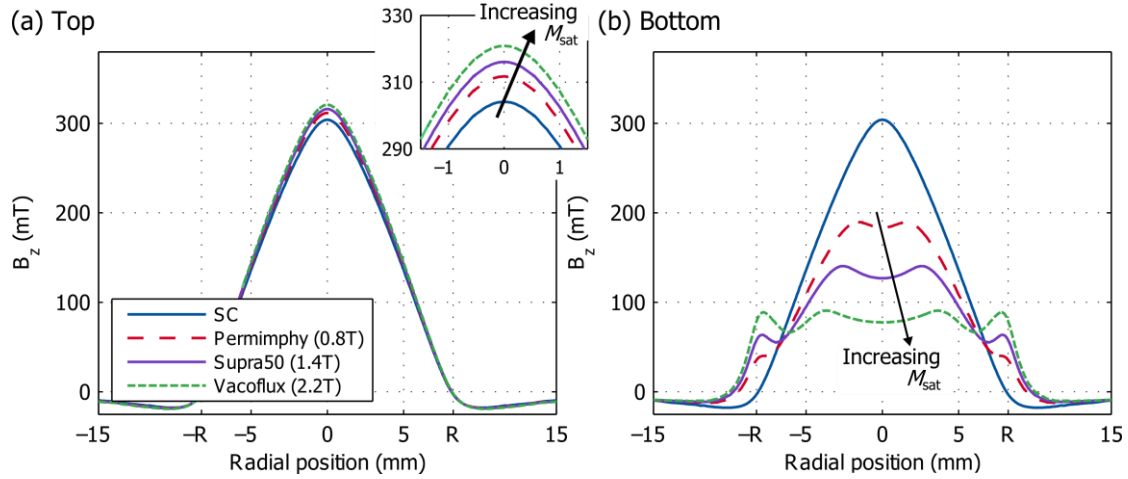 (a) Top
330
310
290
−1
0
1
Increasing
Msat
300
200
100
0
Bz (mT)
SC
Permimphy (0.8T)
Supra50 (1.4T)
Vacoflux (2.2T)
−15
−R
−5
0
5
R
15
Radial position (mm)
(b) Bottom
300
200
100
0
Bz (mT)
Increasing
Msat
−15
−R
−5
0
5
R
15
Radial position (mm)